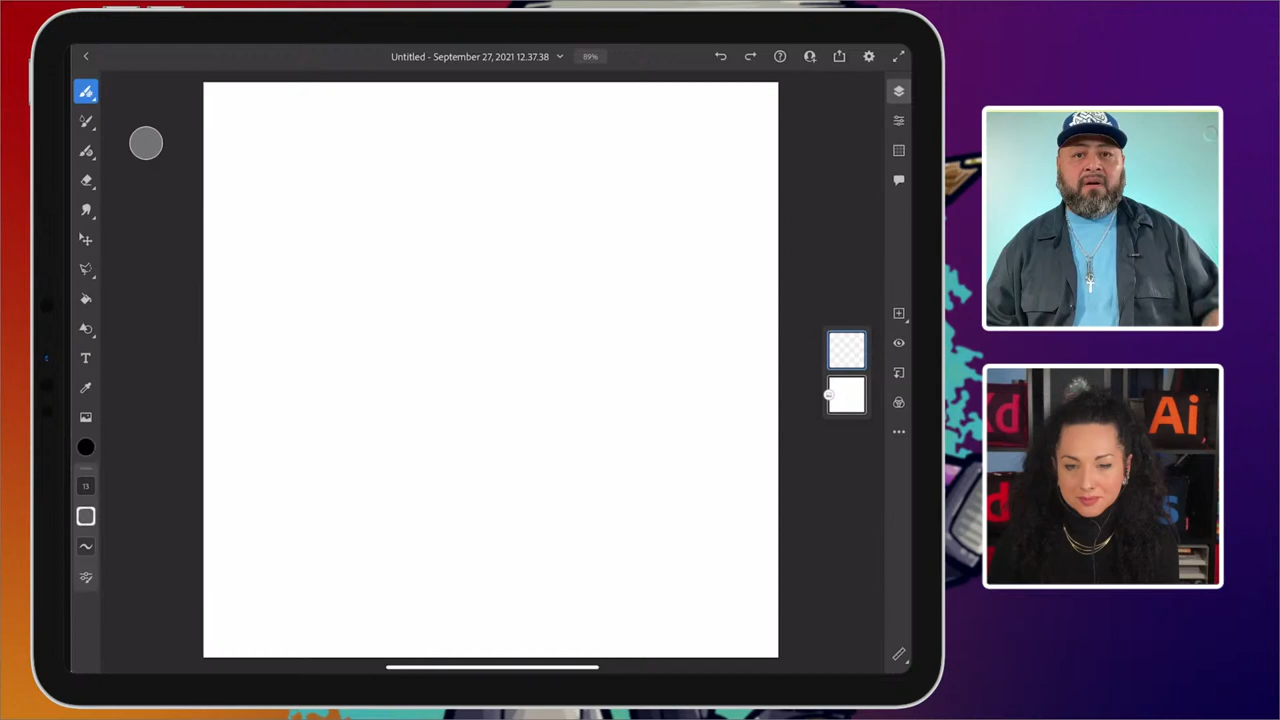 Untitled - September 27, 2021 12.37.38
89%
T
13
Xd
Ai
d
s